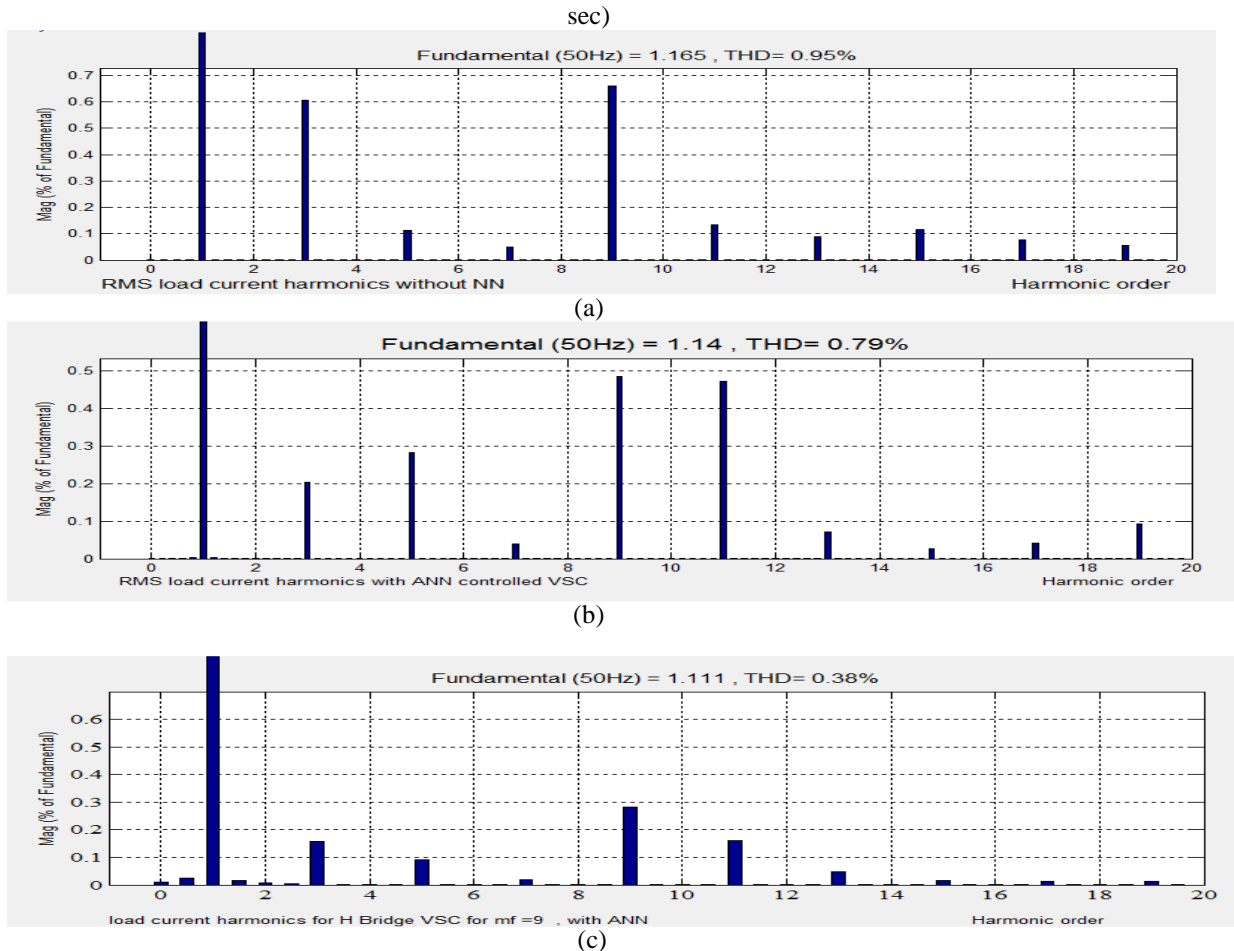 sec)
Fundamental (50Hz) = 1.165 , THD= 0.95%
0.7
0.6
0.5
0.4
0.3
0.2
0.1
0
Mag (% of Fundamental)
0 2 4 6 8 10 12 14 16 18 20
RMS load current harmonics without NN Harmonic order
(a)
Fundamental (50Hz) = 1.14 , THD= 0.79%
0.5
0.4
0.3
0.2
0.1
0
Mag (% of Fundamental)
0 2 4 6 8 10 12 14 16 18 20
RMS load current harmonics with ANN controlled VSC Harmonic order
(b)
Fundamental (50Hz) = 1.111 , THD= 0.38%
0.6
0.5
0.4
0.3
0.2
0.1
0
Mag (% of Fundamental)
0 2 4 6 8 10 12 14 16 18 20
load current harmonics for H Bridge VSC for mf =9 , with ANN Harmonic order
(c)